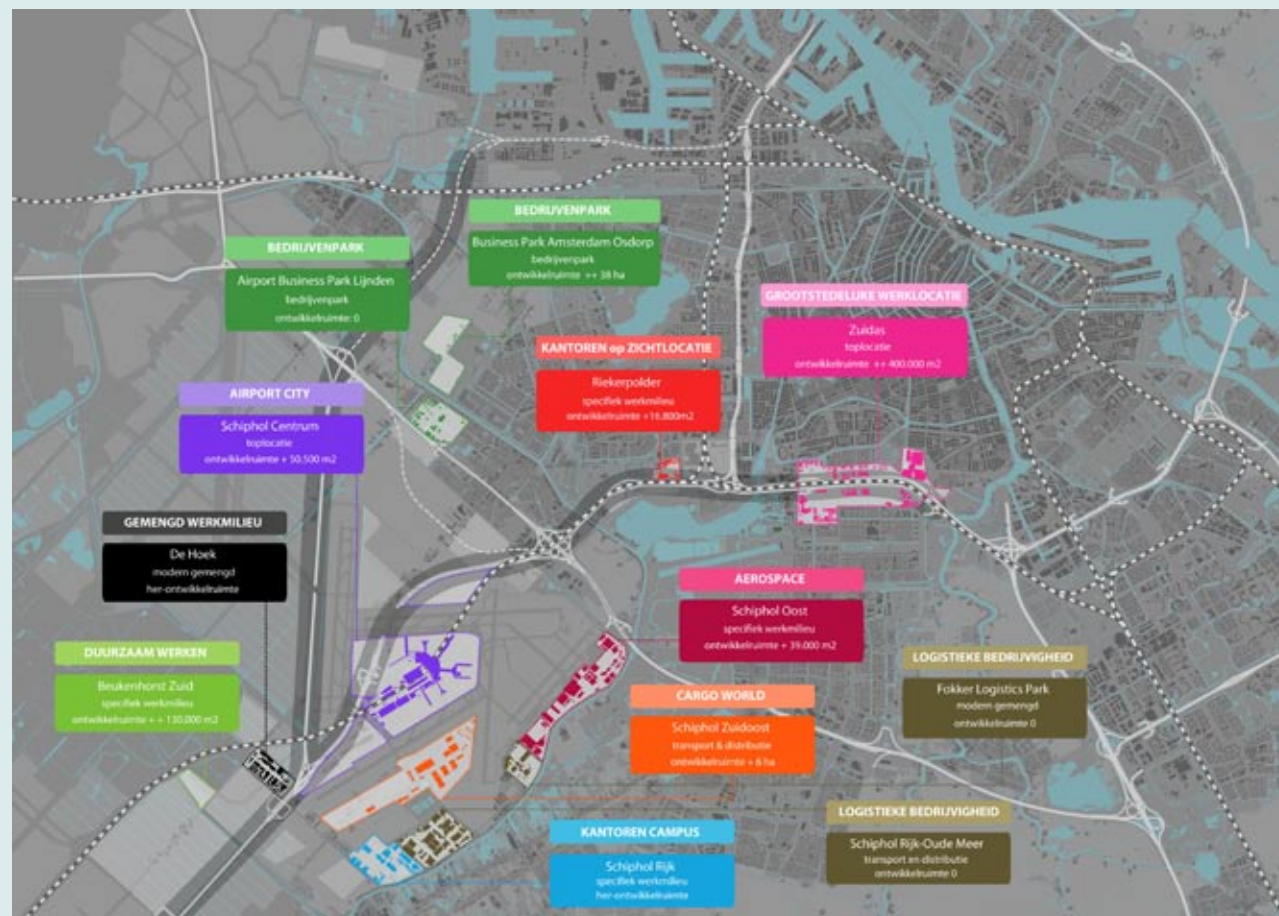 BEDRIJVENPARK
Business Park Amsterdam Osdorp
bedrijvenpark
ontwikkelruimte ++ 38 ha
BEDRIJVENPARK
Airport Business Park Lijnden
bedrijvenpark
ontwikkelruimte: 0
GROOTSTEDELIJKE WERKLOCATIE
Zuidas
toplocatie
ontwikkelruimte ++ 400.000 m2
KANTOREN op ZICHTLOCATIE
Riekerpolder
specifiek werkmilieu
ontwikkelruimte +16.800m2
AIRPORT CITY
Schiphol Centrum
toplocatie
ontwikkelruimte + 50.500 m2
GEMENGD WERKMILIEU
De Hoek
modern gemengd
her-ontwikkelruimte
AEROSPACE
Schiphol Oost
specifiek werkmilieu
ontwikkelruimte + 39.000 m2
DUURZAAM WERKEN
Beukenhorst Zuid
specifiek werkmilieu
ontwikkelruimte + + 130.000 m2
LOGISTIEKE BEDRIJVIGHEID
Fokker Logistics Park
modern gemengd
ontwikkelruimte 0
CARGO WORLD
Schiphol Zuidoost
transport & distributie
ontwikkelruimte + 6 ha
LOGISTIEKE BEDRIJVIGHEID
Schiphol Rijk-Oude Meer
transport en distributie
ontwikkelruimte 0
KANTOREN CAMPUS
Schiphol Rijk
specifiek werkmilieu
her-ontwikkelruimte